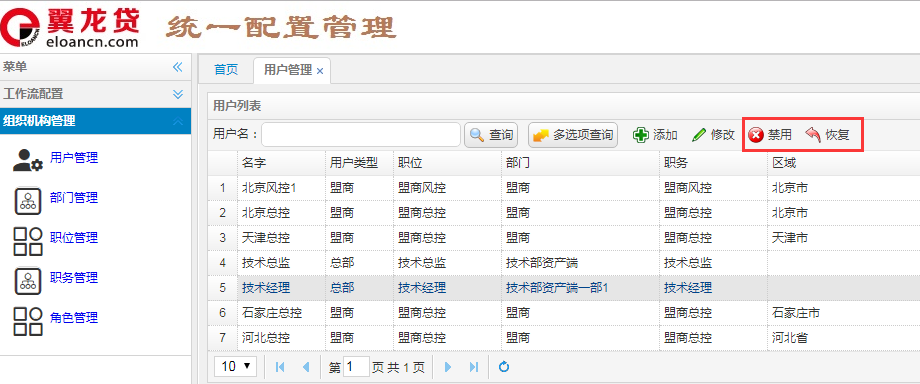 翼龙贷
eloancn.com
ELOANCN
统一配置管理
菜单
工作流配置
组织机构管理
用户管理
部门管理
职位管理
职务管理
角色管理
首页 用户管理 ×
用户列表
用户名： 查询 多选项查询 添加 修改 禁用 恢复
名字 用户类型 职位 部门 职务 区域
1 北京风控1 盟商 盟商风控 盟商 盟商风控 北京市
2 北京总控 盟商 盟商总控 盟商 盟商总控 北京市
3 天津总控 盟商 盟商总控 盟商 盟商总控 天津市
4 技术总监 总部 技术总监 技术部资产端 技术总监
5 技术经理 总部 技术经理 技术部资产端一部1 技术经理
6 石家庄总控 盟商 盟商总控 盟商 盟商总控 石家庄市
7 河北总控 盟商 盟商总控 盟商 盟商总控 河北省
10 第 1 页 共 1 页